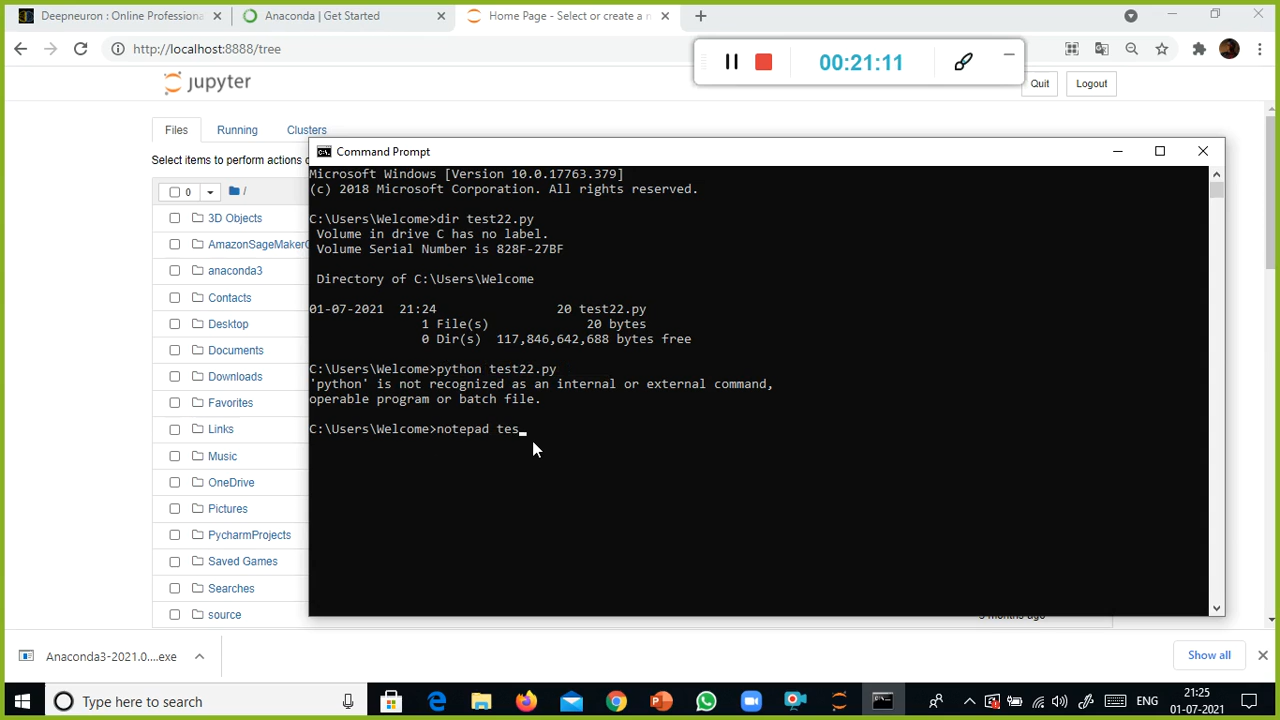 Deepneuron : Online Professiona
Anaconda | Get Started
Home Page - Select or create a n
http://localhost:8888/tree
00:21:11
jupyter
Quit
Logout
Files
Running
Clusters
Select items to perform actions o
0
/
3D Objects
AmazonSageMakerC
anaconda3
Contacts
Desktop
Documents
Downloads
Favorites
Links
Music
OneDrive
Pictures
PycharmProjects
Saved Games
Searches
source
Command Prompt
Microsoft Windows [Version 10.0.17763.379]
(c) 2018 Microsoft Corporation. All rights reserved.
C:\Users\Welcome>dir test22.py
Volume in drive C has no label.
Volume Serial Number is 828F-27BF
Directory of C:\Users\Welcome
01-07-2021 21:24 20 test22.py
1 File(s) 20 bytes
0 Dir(s) 117,846,642,688 bytes free
C:\Users\Welcome>python test22.py
'python' is not recognized as an internal or external command,
operable program or batch file.
C:\Users\Welcome>notepad tes_
months ago
Anaconda3-2021.0....exe
Show all
Type here to search
ENG
21:25
01-07-2021